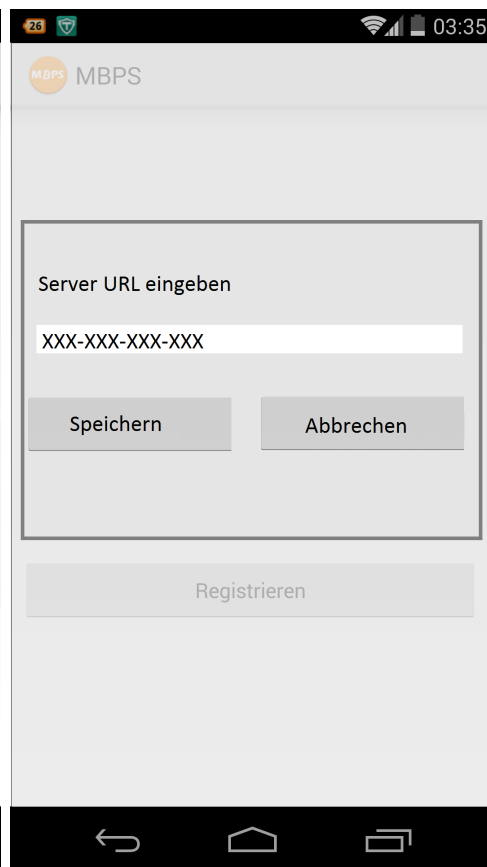 26 03:35
MBPS MBPS
Server URL eingeben
XXX-XXX-XXX-XXX
Speichern Abbrechen
Registrieren